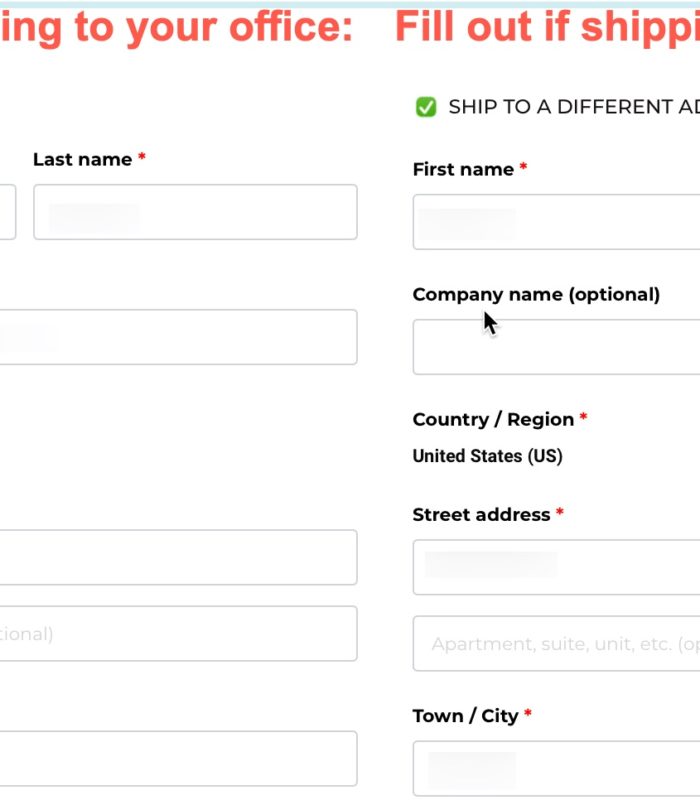 ing to your office:
Last name *
tional)
Fill out if shippi
SHIP TO A DIFFERENT AD
First name *
Company name (optional)
Country / Region *
United States (US)
Street address *
Apartment, suite, unit, etc. (op
Town / City *